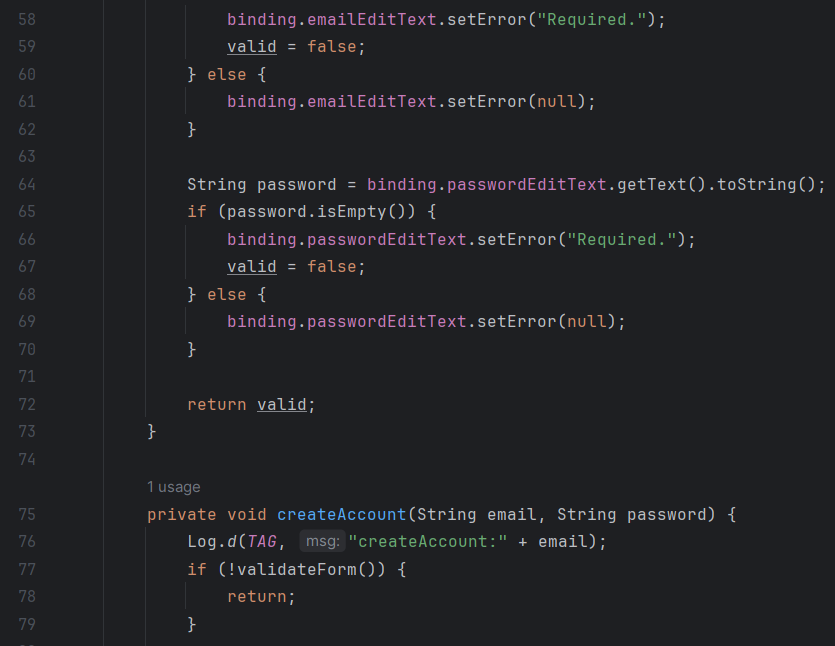 58 binding.emailEditText.setError("Required.");
59 valid = false;
60 } else {
61 binding.emailEditText.setError(null);
62 }
63
64 String password = binding.passwordEditText.getText().toString();
65 if (password.isEmpty()) {
66 binding.passwordEditText.setError("Required.");
67 valid = false;
68 } else {
69 binding.passwordEditText.setError(null);
70 }
71
72 return valid;
73 }
74
1 usage
75 private void createAccount(String email, String password) {
76 Log.d(TAG, msg: "createAccount:" + email);
77 if (!validateForm()) {
78 return;
79 }